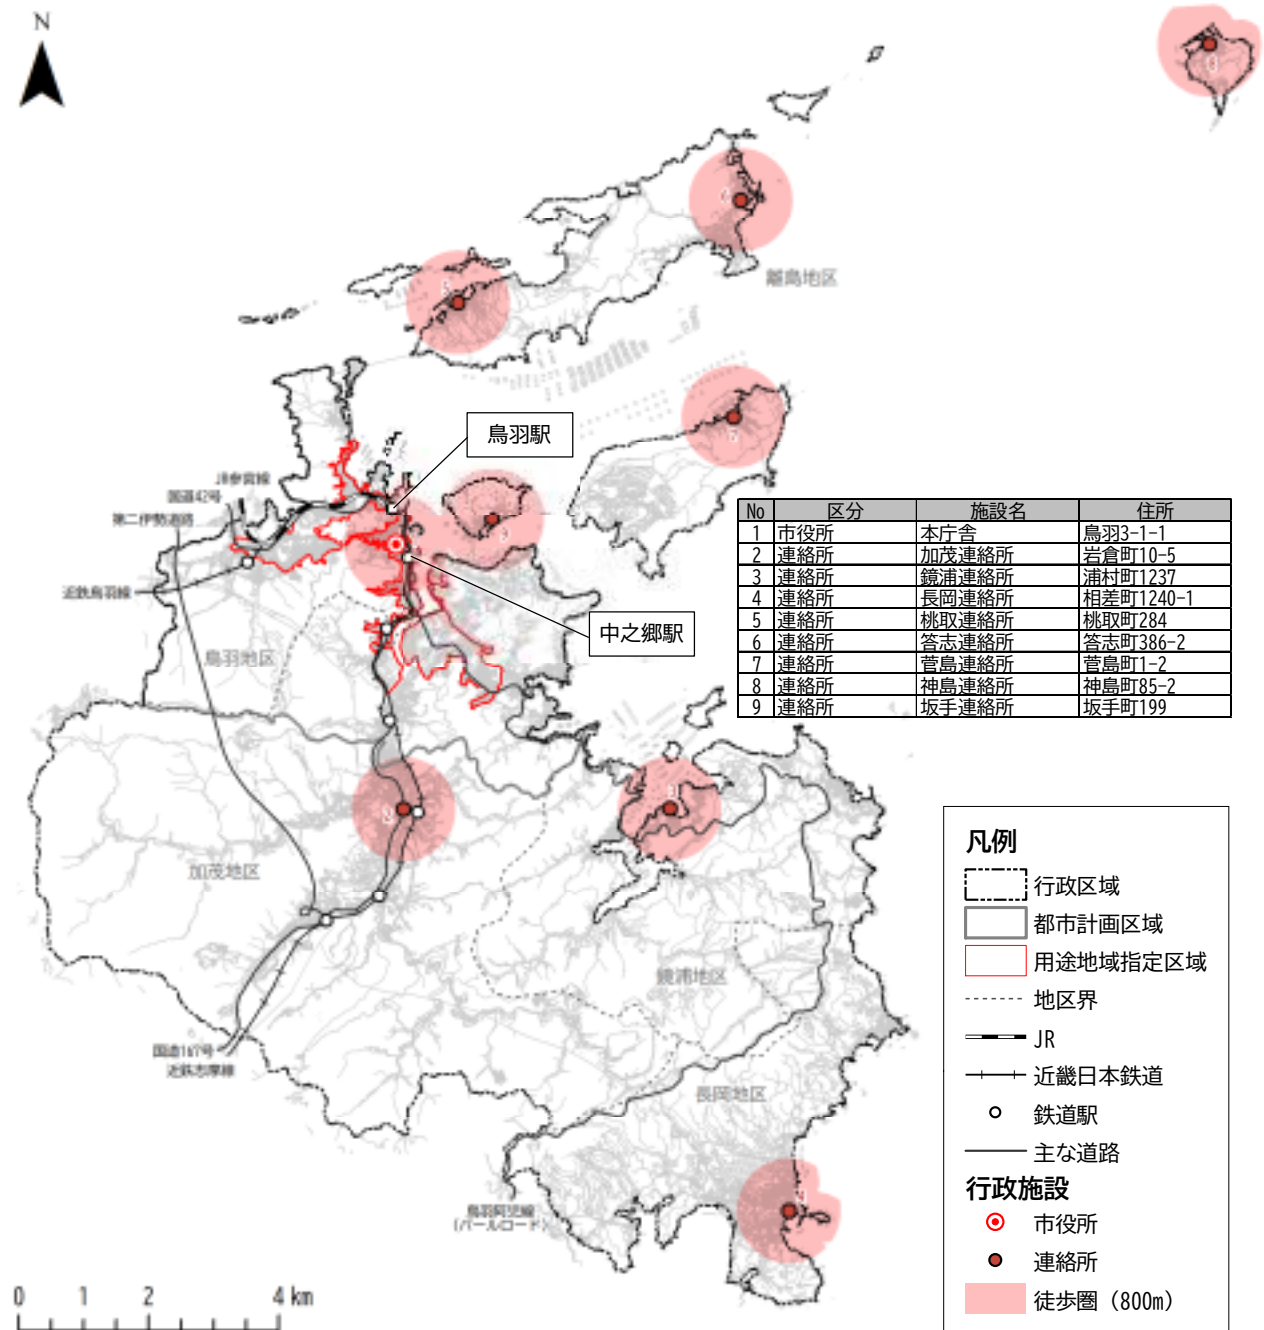 N
離島地区
鳥羽駅
JR参宮線
国道42号
第二伊勢道路
近鉄鳥羽線
中之郷駅
鳥羽地区
No 区分 施設名 住所
1 市役所 本庁舎 鳥羽3-1-1
2 連絡所 加茂連絡所 岩倉町10-5
3 連絡所 鏡浦連絡所 浦村町1237
4 連絡所 長岡連絡所 相差町1240-1
5 連絡所 桃取連絡所 桃取町284
6 連絡所 答志連絡所 答志町386-2
7 連絡所 菅島連絡所 菅島町1-2
8 連絡所 神島連絡所 神島町85-2
9 連絡所 坂手連絡所 坂手町199
2
加茂地区
鏡浦地区
国道167号
近鉄志摩線
長岡地区
鳥羽阿児線
(パールロード)
凡例
行政区域
都市計画区域
用途地域指定区域
地区界
JR
近畿日本鉄道
鉄道駅
主な道路
行政施設
市役所
連絡所
徒歩圏（800m）
0 1 2 4 km